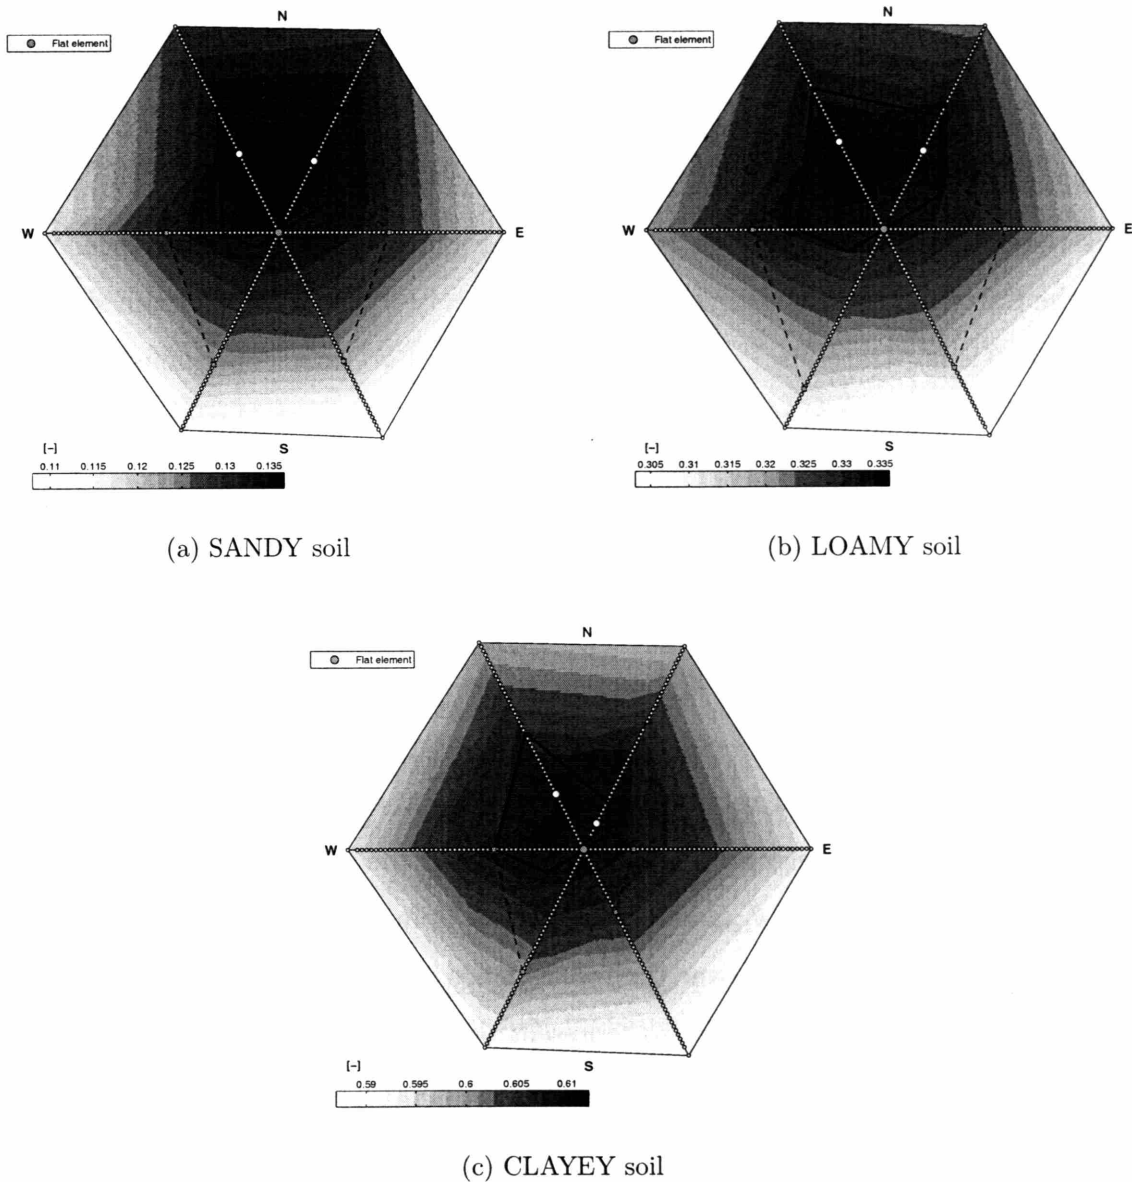 N
Flat element
W
E
S
[-]
0.11 0.115 0.12 0.125 0.13 0.135
(a) SANDY soil
N
Flat element
W
E
S
[-]
0.305 0.31 0.315 0.32 0.325 0.33 0.335
(b) LOAMY soil
N
Flat element
W
E
S
[-]
0.59 0.595 0.6 0.605 0.61
(c) CLAYEY soil